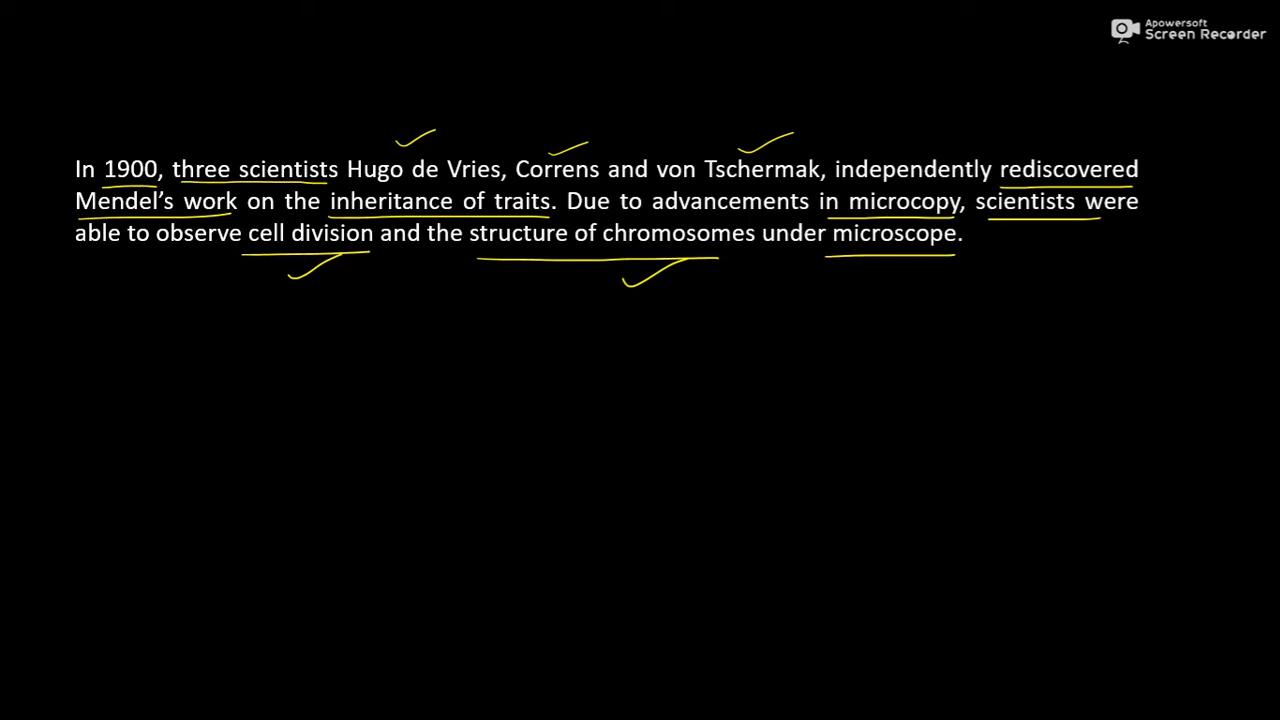 Apowersoft
Screen Recorder
In 1900, three scientists Hugo de Vries, Correns and von Tschermak, independently rediscovered
Mendel's work on the inheritance of traits. Due to advancements in microcopy, scientists were
able to observe cell division and the structure of chromosomes under microscope.